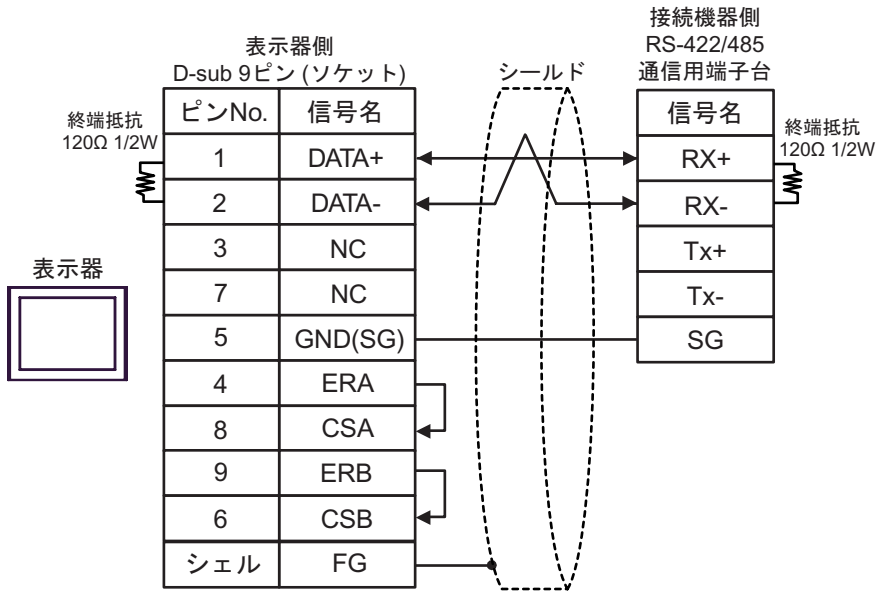 接続機器側
RS-422/485
通信用端子台
表示器側
D-sub 9ピン (ソケット)
シールド
終端抵抗
120Ω 1/2W
終端抵抗
120Ω 1/2W
表示器
ピンNo. 信号名
1 DATA+
2 DATA-
3 NC
7 NC
5 GND(SG)
4 ERA
8 CSA
9 ERB
6 CSB
シェル FG
信号名
RX+
RX-
Tx+
Tx-
SG